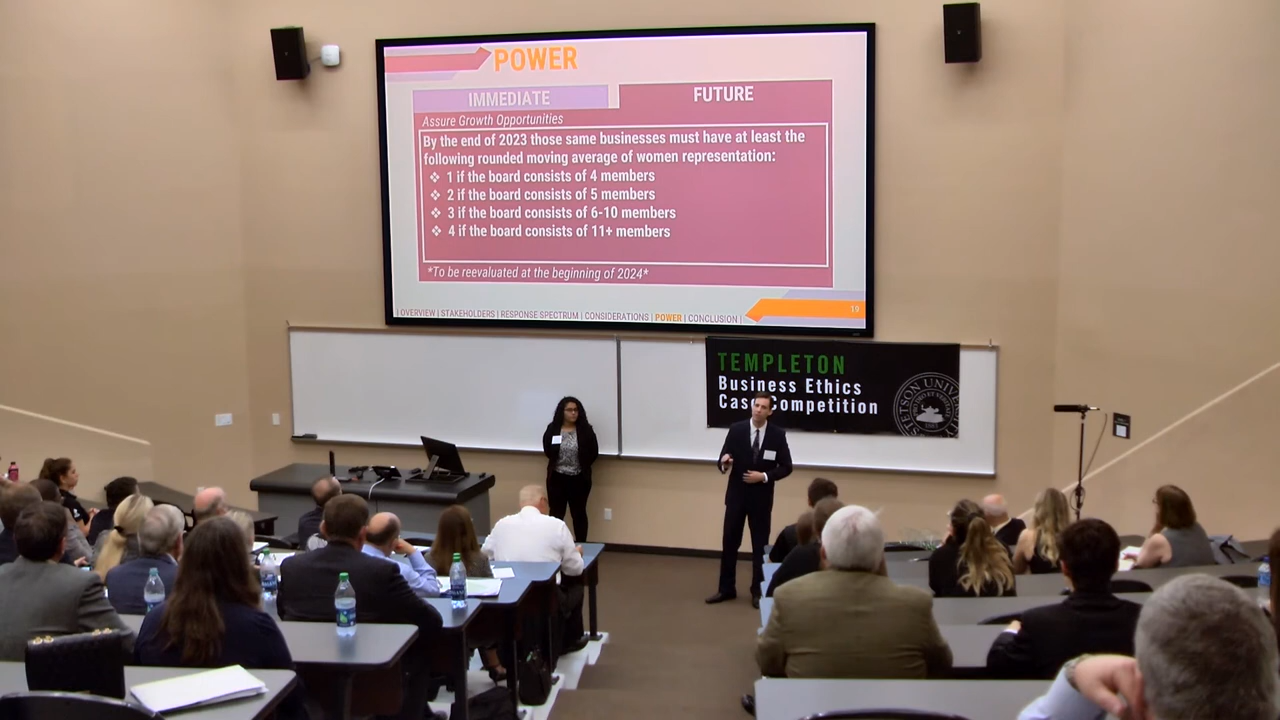 POWER
IMMEDIATE
FUTURE
Assure Growth Opportunities
By the end of 2023 those same businesses must have at least the
following rounded moving average of women representation:
❖ 1 if the board consists of 4 members
❖ 2 if the board consists of 5 members
❖ 3 if the board consists of 6-10 members
❖ 4 if the board consists of 11+ members
*To be reevaluated at the beginning of 2024*
19
| OVERVIEW | STAKEHOLDERS | RESPONSE SPECTRUM | CONSIDERATIONS | POWER | CONCLUSION |
TEMPLETON
Business Ethics
Case Competition
STETSON UNIVERSITY